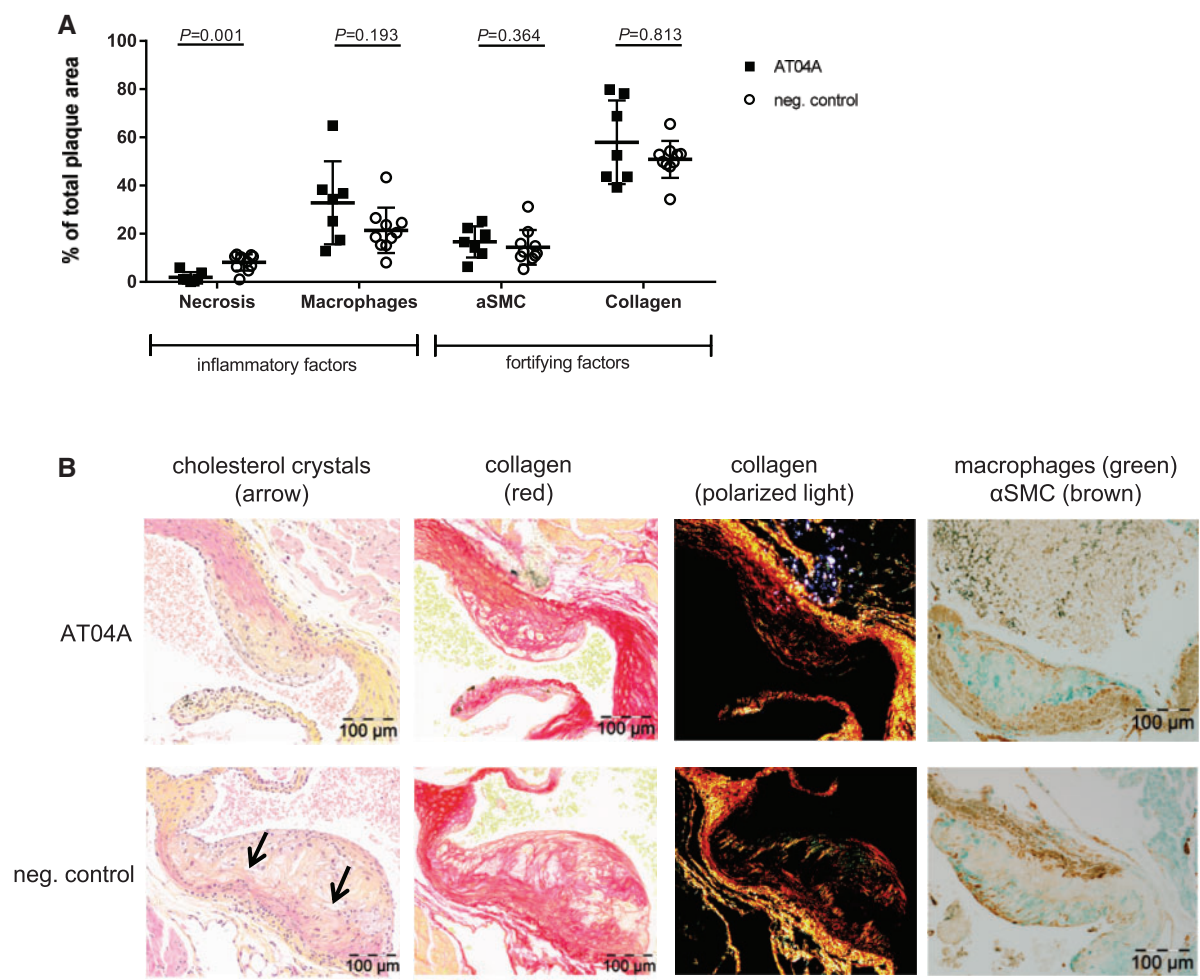 A
P=0.001 P=0.193 P=0.364 P=0.813
100
80
60
40
20
0
% of total plaque area
AT04A
neg. control
Necrosis Macrophages aSMC Collagen
inflammatory factors fortifying factors
B
cholesterol crystals
(arrow)
collagen
(red)
collagen
(polarized light)
macrophages (green)
αSMC (brown)
AT04A
100 µm 100 µm 100 µm
neg. control
100 µm 100 µm 100 µm